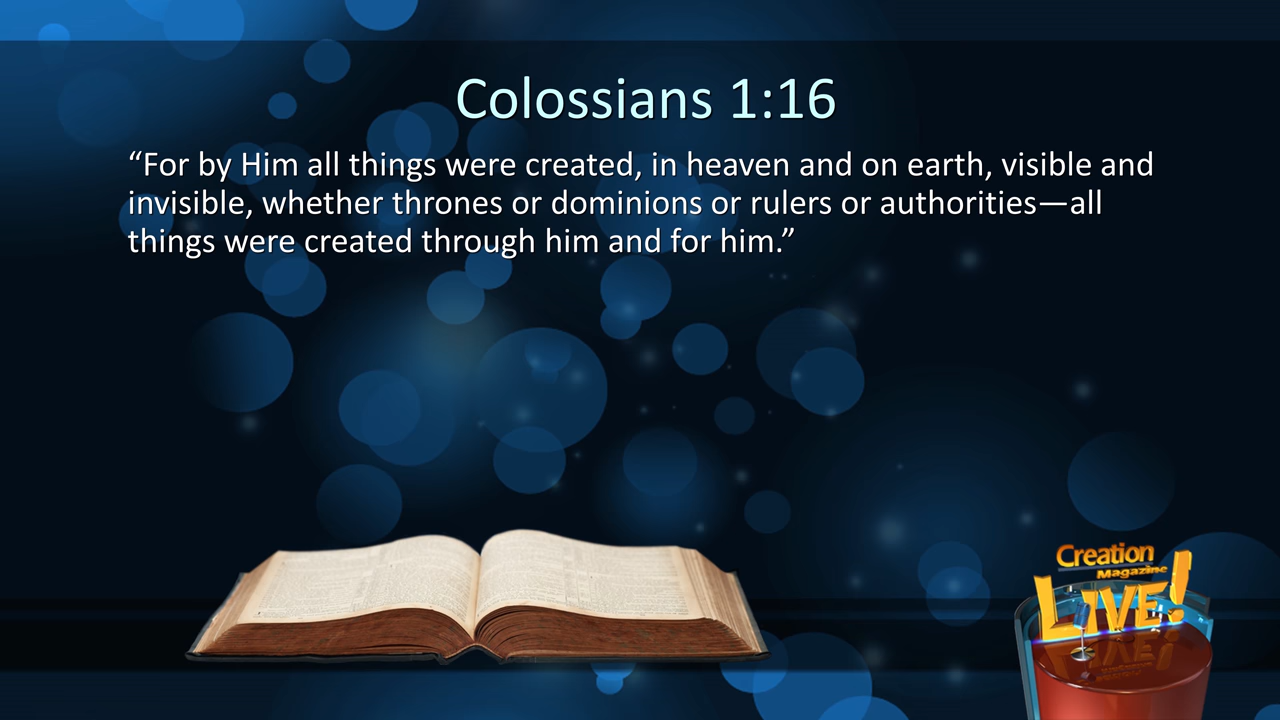 Colossians 1:16
“For by Him all things were created, in heaven and on earth, visible and
invisible, whether thrones or dominions or rulers or authorities—all
things were created through him and for him.”
Creation
Magazine
LIVE!